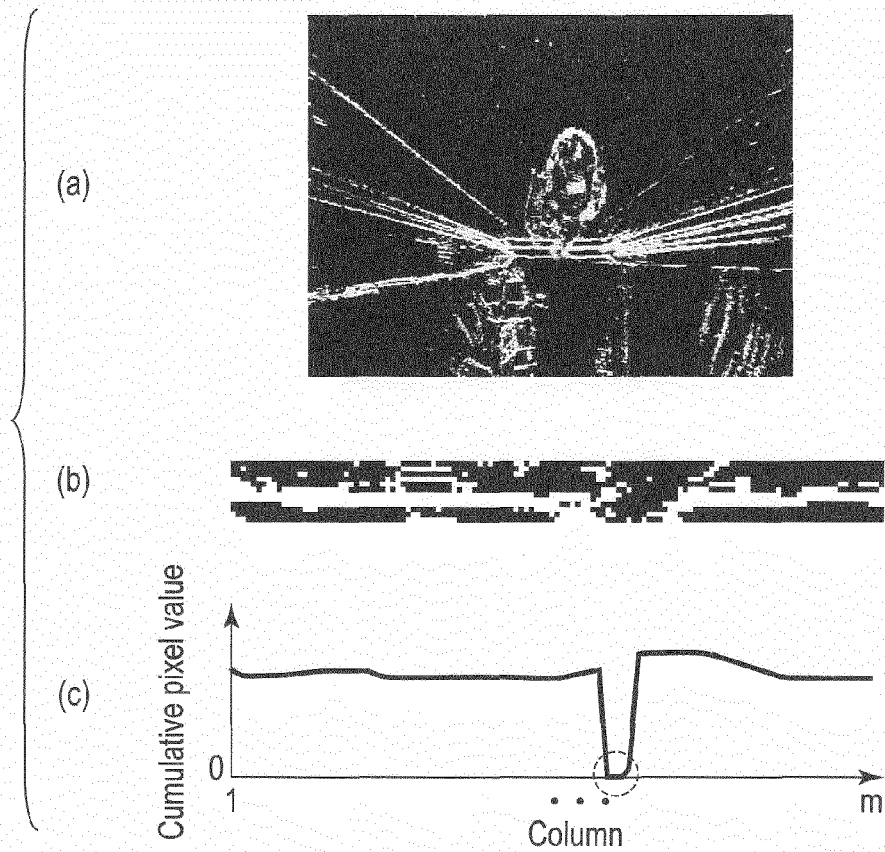 (a)
(b)
(c)
Cumulative pixel value
0
1
• • •
m
Column